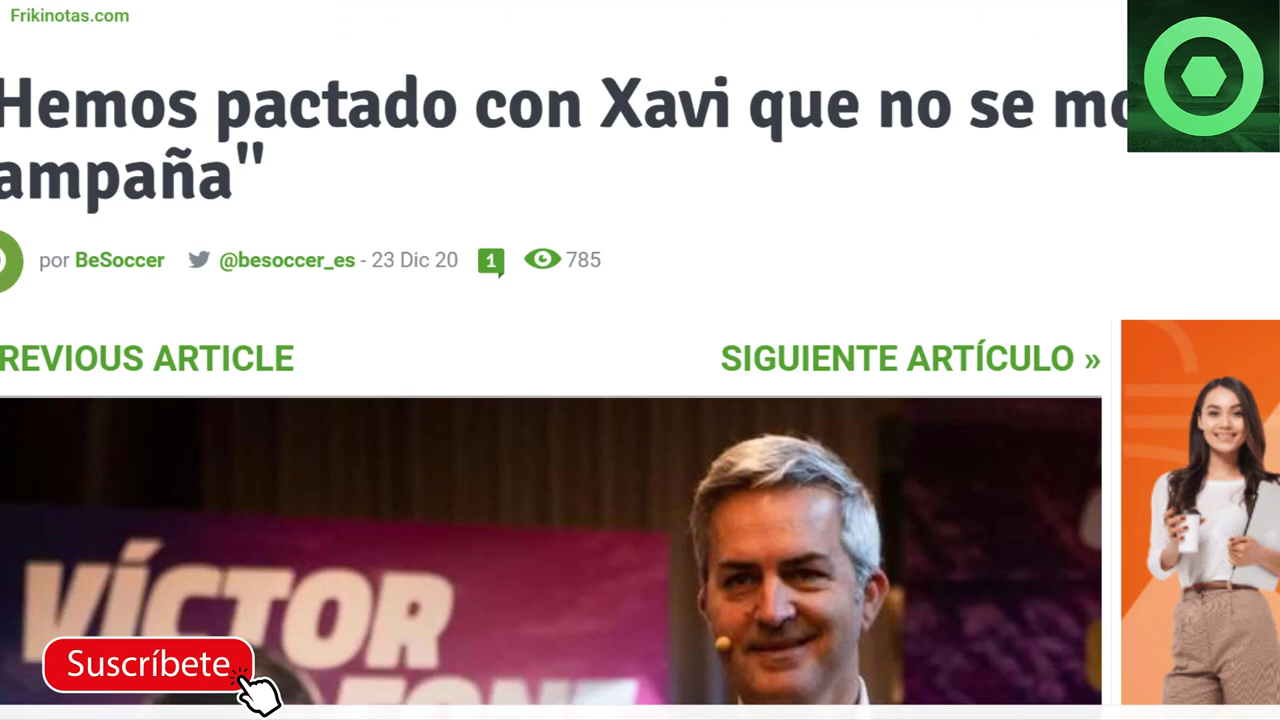 Frikinotas.com
Hemos pactado con Xavi que no se
ampaña"
por BeSoccer @besoccer_es - 23 Dic 20 1 785
REVIOUS ARTICLE SIGUIENTE ARTÍCULO »
VÍCTOR
Suscríbete